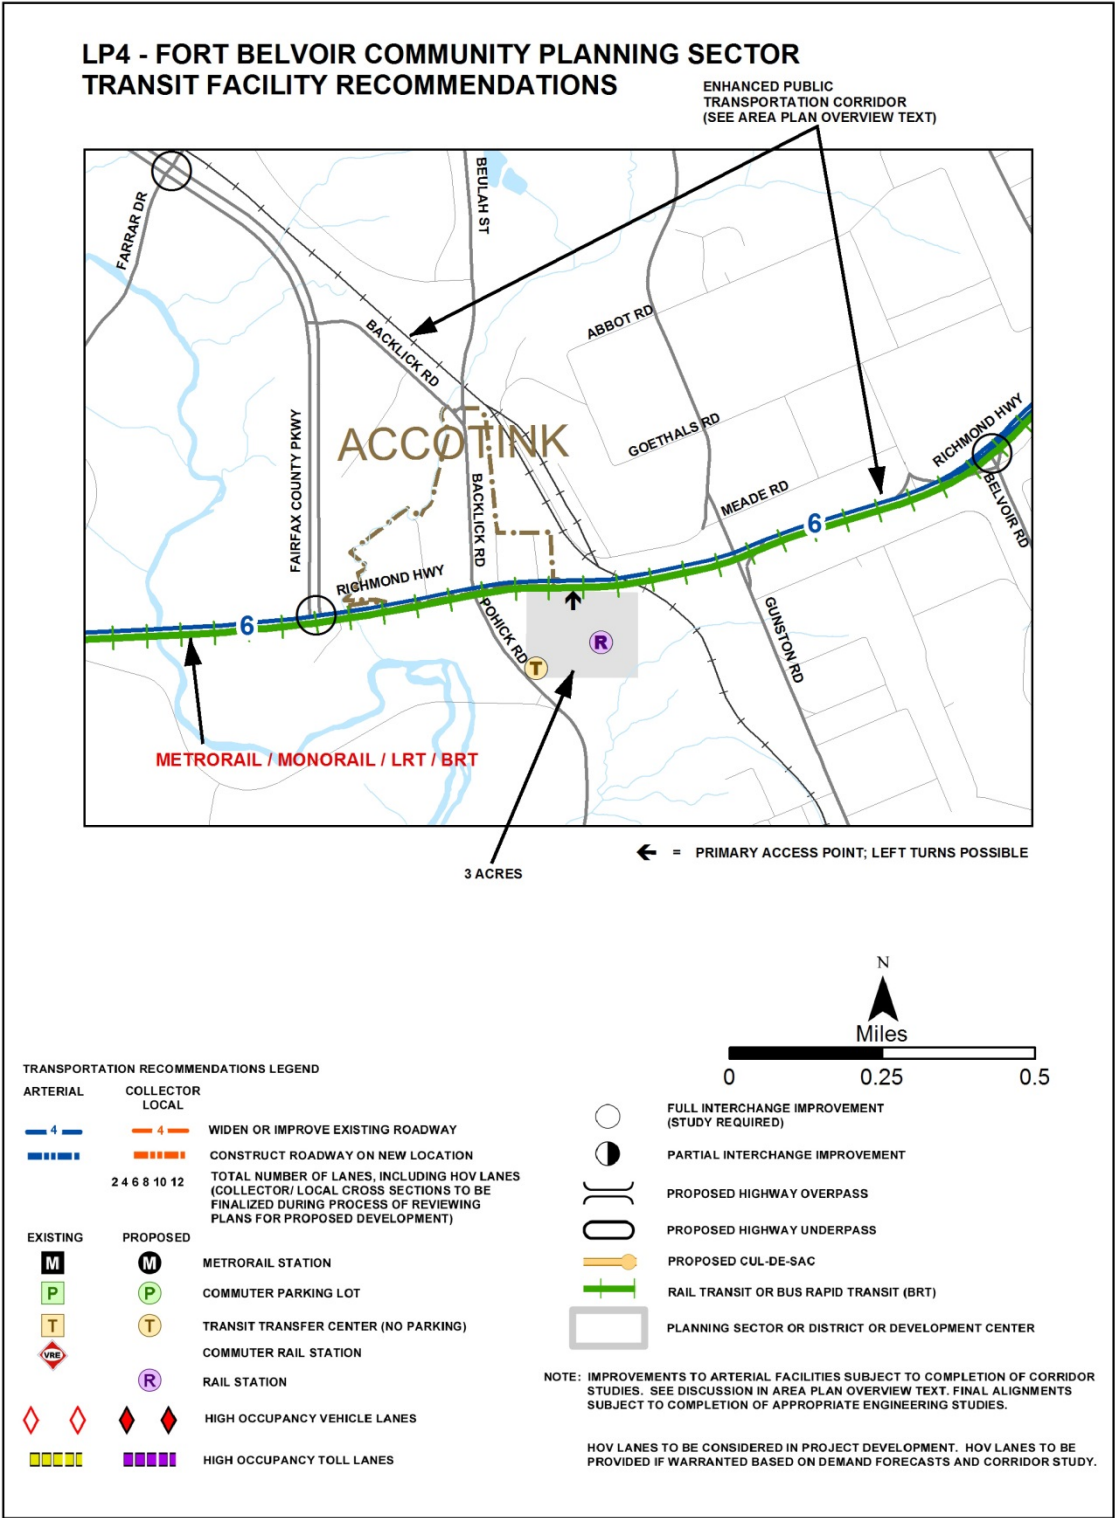 LP4 - FORT BELVOIR COMMUNITY PLANNING SECTOR
TRANSIT FACILITY RECOMMENDATIONS
ENHANCED PUBLIC
TRANSPORTATION CORRIDOR
(SEE AREA PLAN OVERVIEW TEXT)
FARRAR DR
BEULAH ST
BACKLICK RD
ABBOT RD
GOETHALS RD
MEADE RD
RICHMOND HWY
BELVOIR RD
FAIRFAX COUNTY PKWY
ACCOTINK
BACKLICK RD
RICHMOND HWY
6
6
POHICK RD
GUNSTON RD
R
T
METRORAIL / MONORAIL / LRT / BRT
3 ACRES
= PRIMARY ACCESS POINT; LEFT TURNS POSSIBLE
N
Miles
0 0.25 0.5
TRANSPORTATION RECOMMENDATIONS LEGEND
ARTERIAL COLLECTOR
LOCAL
4 4 WIDEN OR IMPROVE EXISTING ROADWAY
CONSTRUCT ROADWAY ON NEW LOCATION
2 4 6 8 10 12 TOTAL NUMBER OF LANES, INCLUDING HOV LANES
(COLLECTOR/ LOCAL CROSS SECTIONS TO BE
FINALIZED DURING PROCESS OF REVIEWING
PLANS FOR PROPOSED DEVELOPMENT)
EXISTING PROPOSED
M M METRORAIL STATION
P P COMMUTER PARKING LOT
T T TRANSIT TRANSFER CENTER (NO PARKING)
VRE COMMUTER RAIL STATION
R RAIL STATION
HIGH OCCUPANCY VEHICLE LANES
HIGH OCCUPANCY TOLL LANES
FULL INTERCHANGE IMPROVEMENT
(STUDY REQUIRED)
PARTIAL INTERCHANGE IMPROVEMENT
PROPOSED HIGHWAY OVERPASS
PROPOSED HIGHWAY UNDERPASS
PROPOSED CUL-DE-SAC
RAIL TRANSIT OR BUS RAPID TRANSIT (BRT)
PLANNING SECTOR OR DISTRICT OR DEVELOPMENT CENTER
NOTE: IMPROVEMENTS TO ARTERIAL FACILITIES SUBJECT TO COMPLETION OF CORRIDOR
STUDIES. SEE DISCUSSION IN AREA PLAN OVERVIEW TEXT. FINAL ALIGNMENTS
SUBJECT TO COMPLETION OF APPROPRIATE ENGINEERING STUDIES.
HOV LANES TO BE CONSIDERED IN PROJECT DEVELOPMENT. HOV LANES TO BE
PROVIDED IF WARRANTED BASED ON DEMAND FORECASTS AND CORRIDOR STUDY.